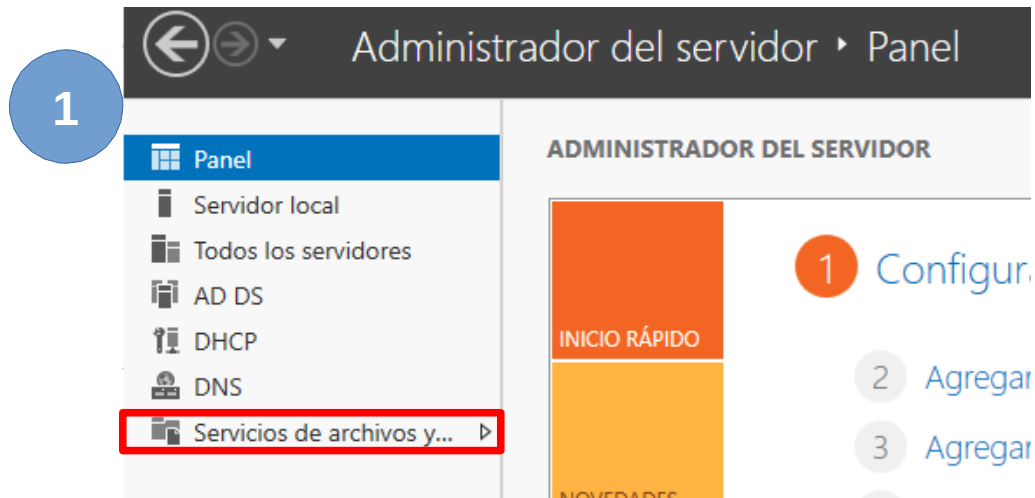 Administrador del servidor ‣ Panel
1
Panel
Servidor local
Todos los servidores
AD DS
DHCP
DNS
Servicios de archivos y...
ADMINISTRADOR DEL SERVIDOR
INICIO RÁPIDO
NOVEDADES
1 Configura
2 Agregar
3 Agregar